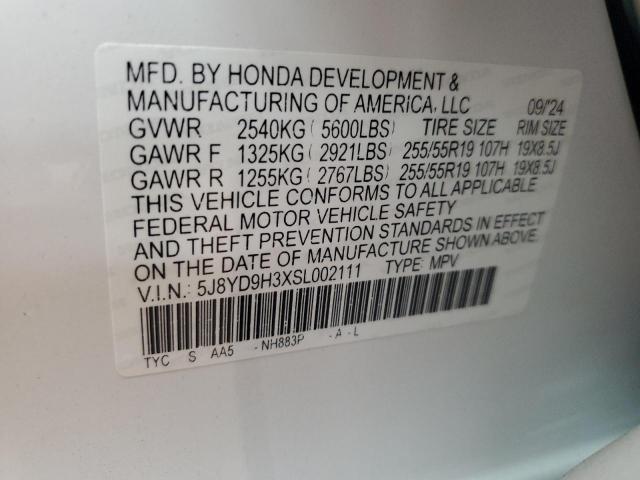 MFD. BY HONDA DEVELOPMENT &
MANUFACTURING OF AMERICA, LLC 09/'24
GVWR 2540KG ( 5600LBS) TIRE SIZE RIM SIZE
GAWR F 1325KG ( 2921LBS) 255/55R19 107H 19X8.5J
GAWR R 1255KG ( 2767LBS) 255/55R19 107H 19X8.5J
THIS VEHICLE CONFORMS TO ALL APPLICABLE
FEDERAL MOTOR VEHICLE SAFETY
AND THEFT PREVENTION STANDARDS IN EFFECT
ON THE DATE OF MANUFACTURE SHOWN ABOVE.
V.I.N.: 5J8YD9H3XSL002111 TYPE: MPV
TYC S AA5 -NH883P -A-L